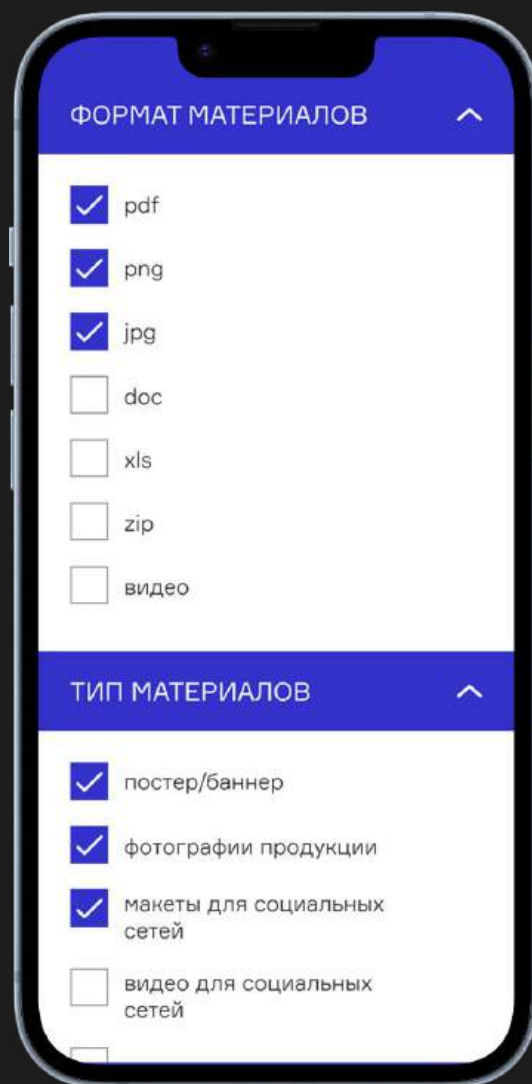 ФОРМАТ МАТЕРИАЛОВ
pdf
png
jpg
doc
xls
zip
видео
ТИП МАТЕРИАЛОВ
постер/баннер
фотографии продукции
макеты для социальных
сетей
видео для социальных
сетей